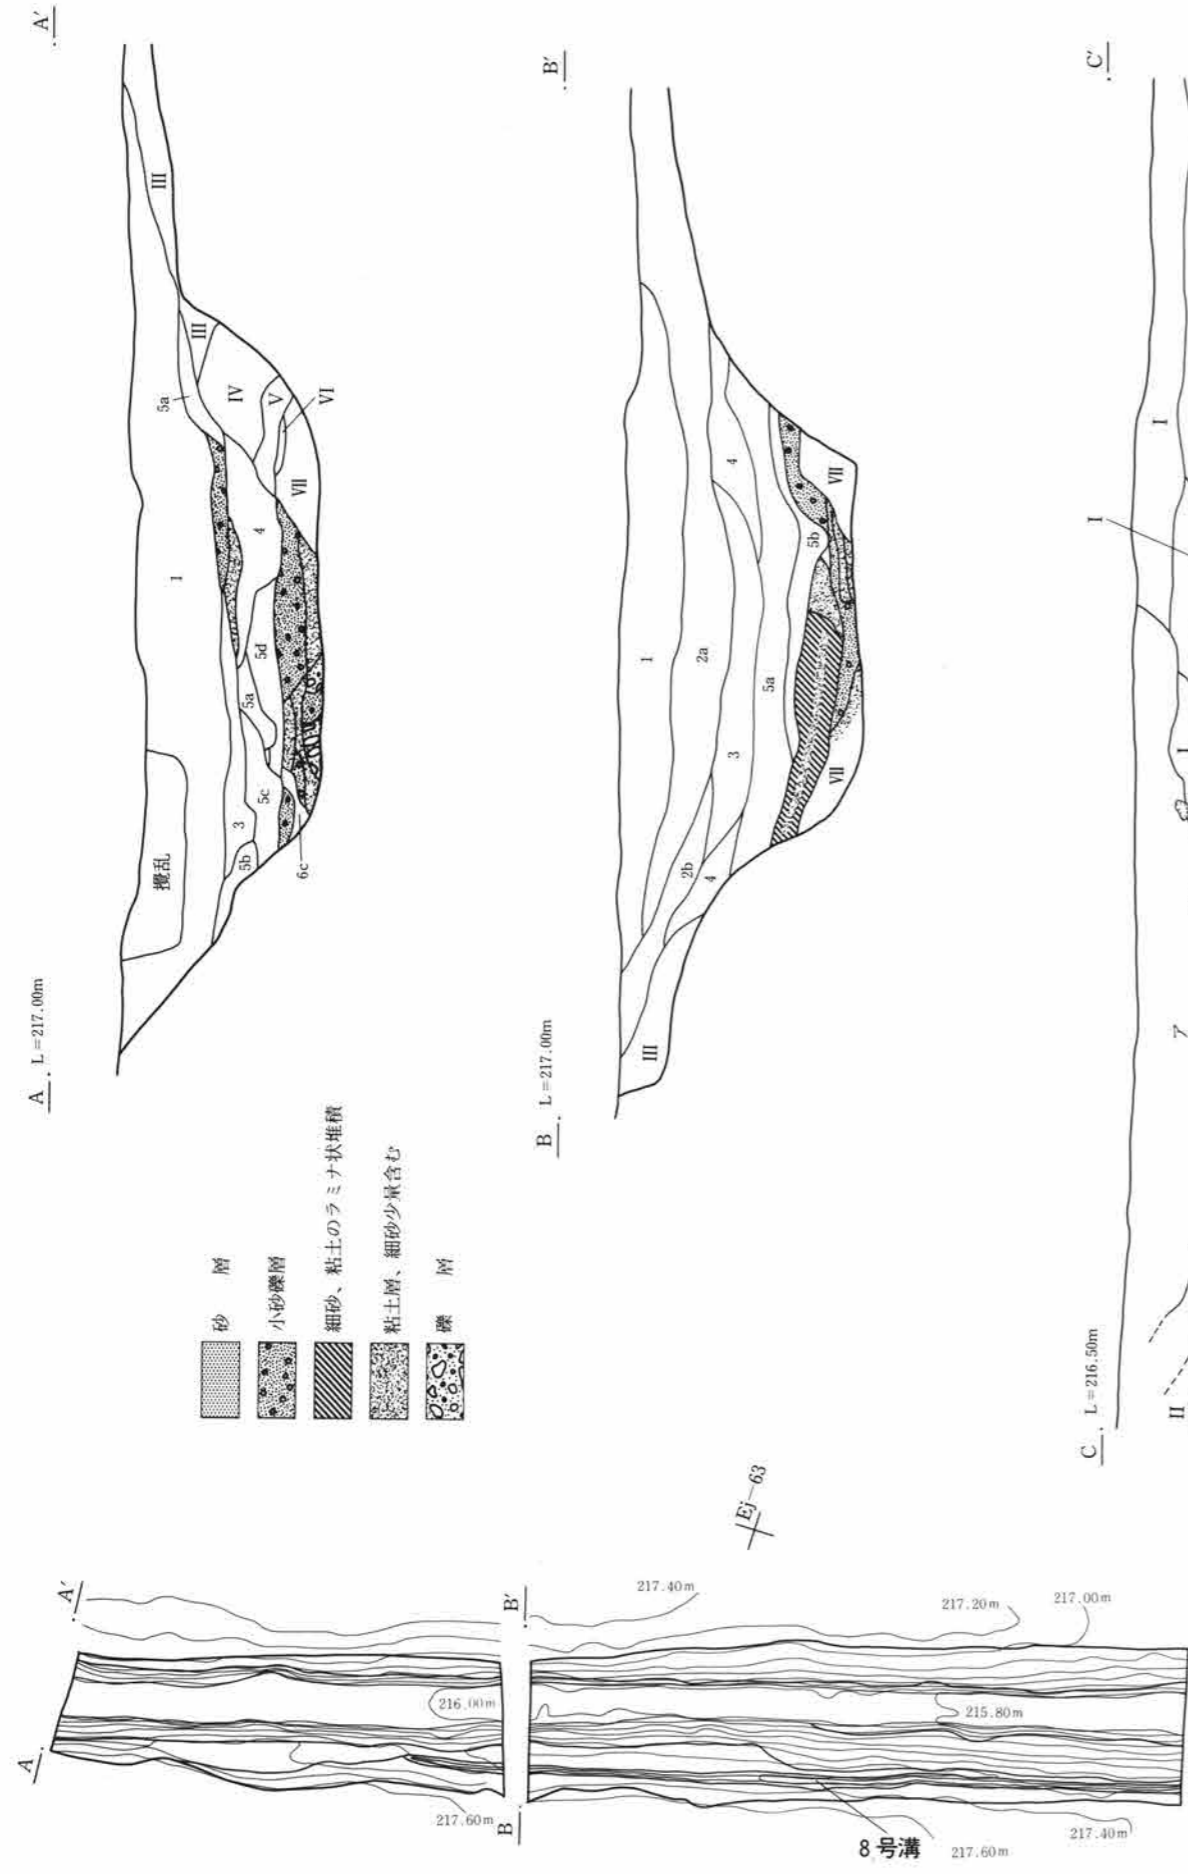 A'
III
III
5a
IV
V
VI
VII
4
1
5d
5a
5c
3
5b
6c
攪乱
A L=217.00m
B'
4
VII
5b
1
2a
5a
3
VII
2b
4
III
B L=217.00m
C'
I
I
I
ア
II
C L=216.50m
砂 層
小砂礫層
細砂、粘土のラミナ状堆積
粘土層、細砂少量含む
礫 層
Ej-63
A'
B'
217.40m
217.20m
217.00m
216.00m
215.80m
A
217.60m
B
8号溝
217.60m
217.40m